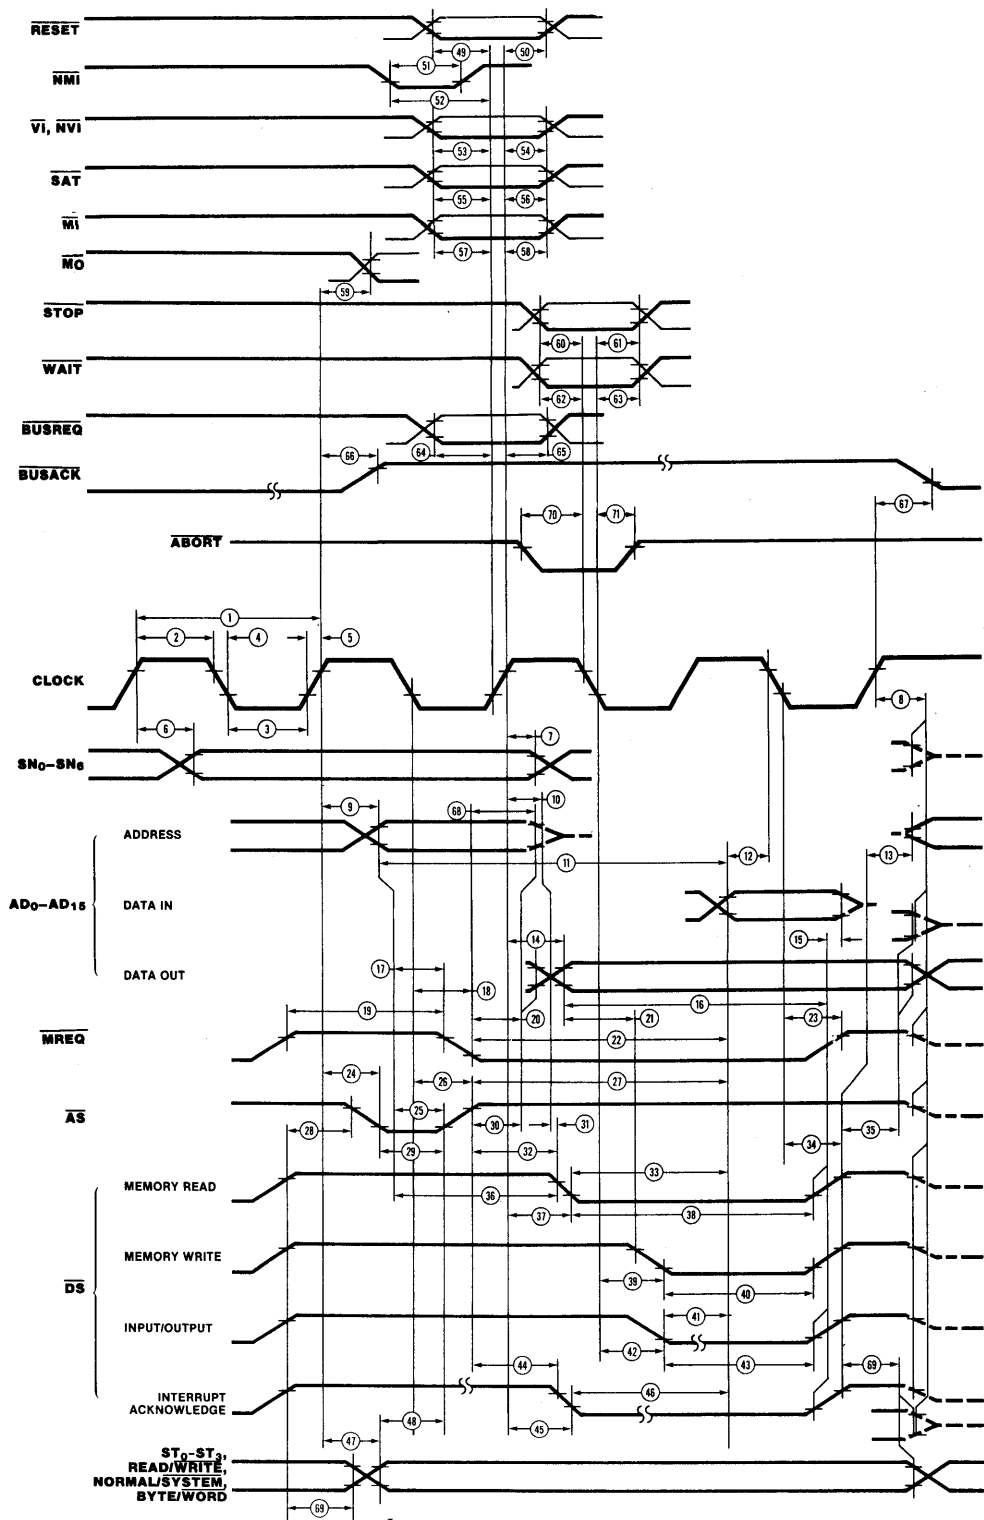 RESET
49
50
NMI
51
52
VI, NVI
53
54
SAT
55
56
MI
57
58
MO
59
STOP
60
61
WAIT
62
63
BUSREQ
64
65
66
BUSACK
67
70
71
ABORT
1
2
4
5
CLOCK
3
8
6
7
SN0–SN6
9
68
10
ADDRESS
11
12
13
AD0–AD15
DATA IN
14
15
17
DATA OUT
18
16
19
20
21
23
MREQ
22
24
26
27
AS
25
28
30
31
29
32
34
35
MEMORY READ
33
36
37
38
MEMORY WRITE
39
40
DS
INPUT/OUTPUT
41
42
43
44
69
INTERRUPT
ACKNOWLEDGE
46
48
45
47
ST0–ST3,
READ/WRITE,
NORMAL/SYSTEM,
BYTE/WORD
69